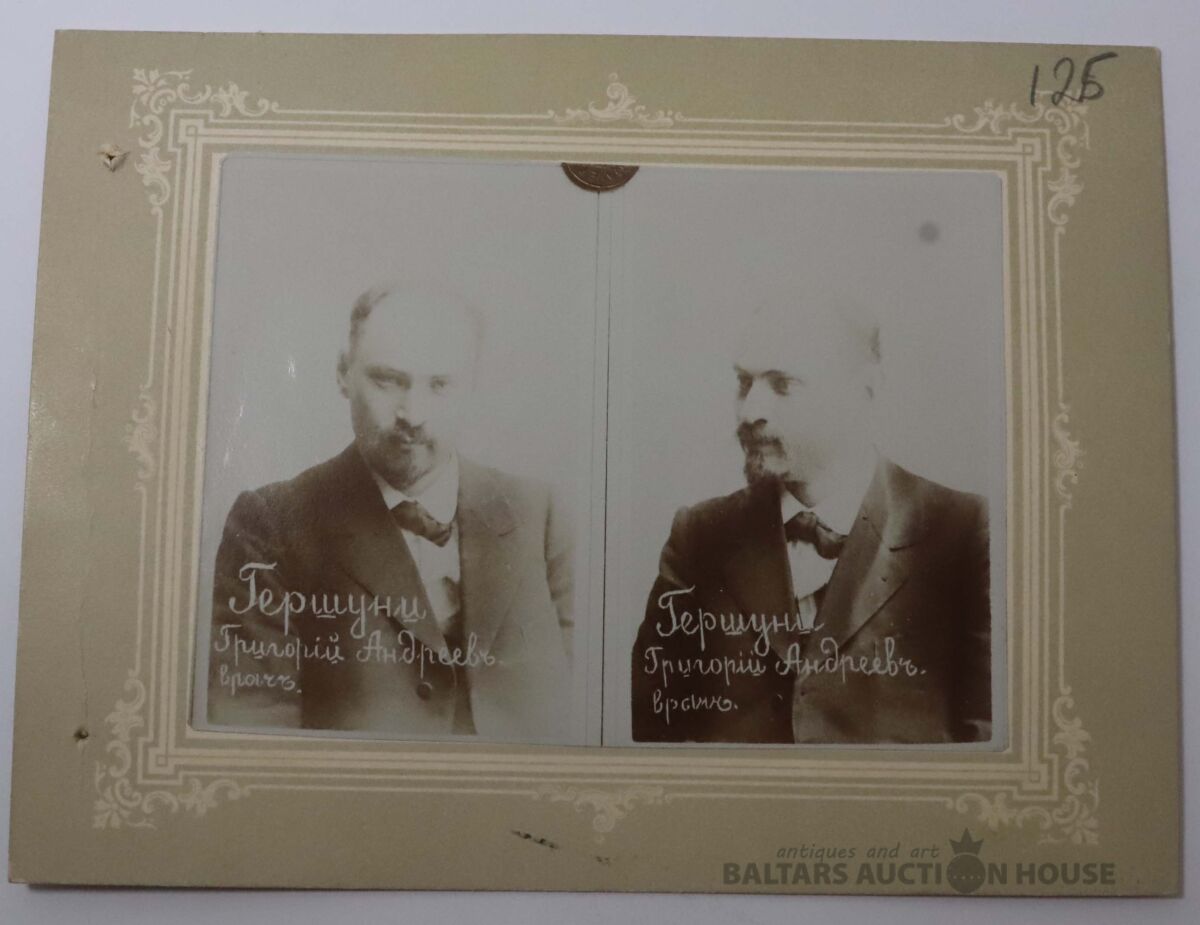 125
Гершуни
Григорій Андреевъ.
врачъ.
Гершуни
Григорій Андреевъ.
врачъ.
antiques and art
BALTARS AUCTION HOUSE